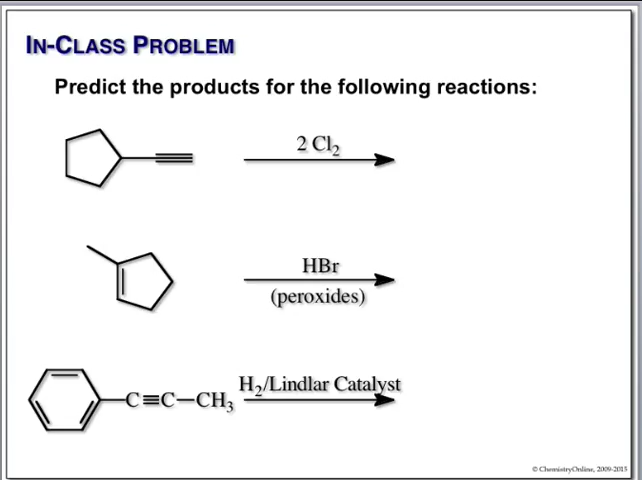 IN-CLASS PROBLEM
Predict the products for the following reactions:
2 Cl₂
HBr
(peroxides)
H₂/Lindlar Catalyst
C≡C−CH₃
© ChemistryOnline, 2009-2015